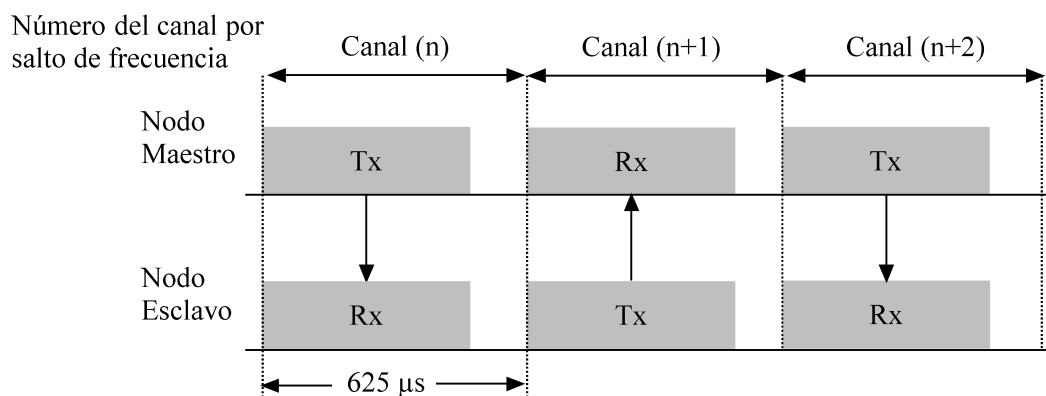 Número del canal por
salto de frecuencia
Canal (n)
Canal (n+1)
Canal (n+2)
Nodo
Maestro
Tx
Rx
Tx
Nodo
Esclavo
Rx
Tx
Rx
625 μs